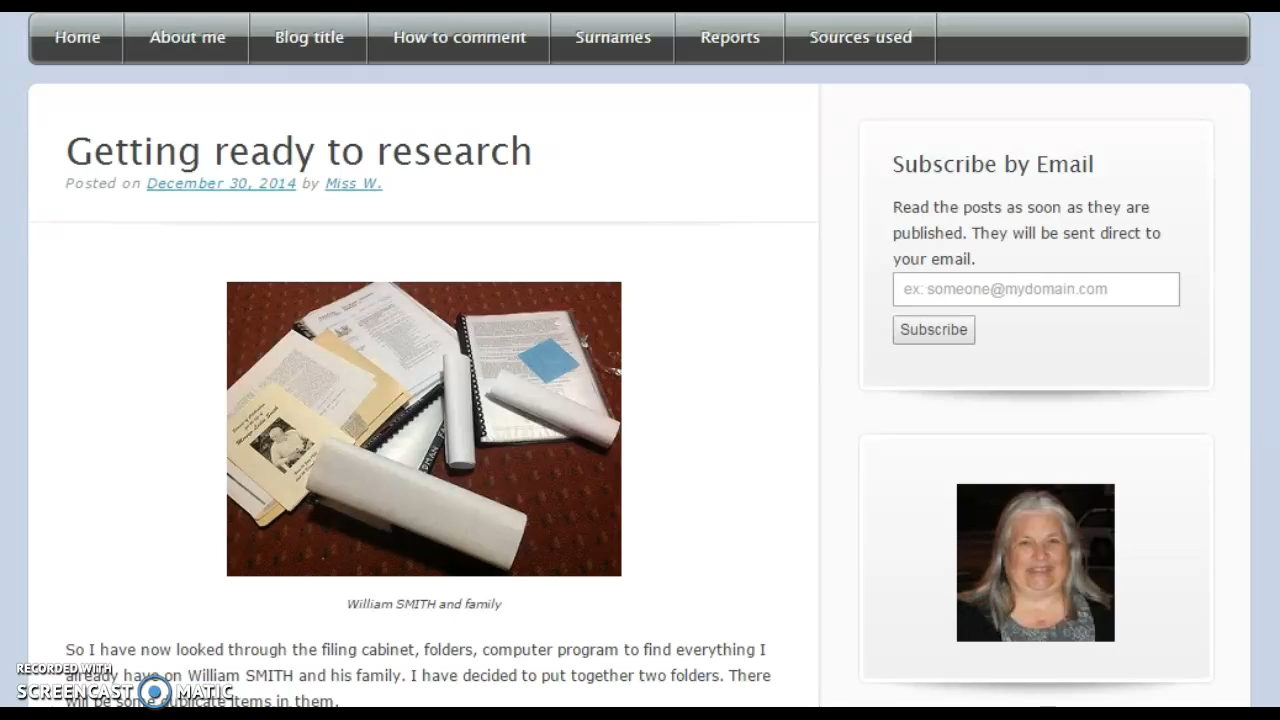 Home About me Blog title How to comment Surnames Reports Sources used
Getting ready to research
Posted on December 30, 2014 by Miss W.
William SMITH and family
So I have now looked through the filing cabinet, folders, computer program to find everything I
already have on William SMITH and his family. I have decided to put together two folders. There
will be some duplicate items in them.
Subscribe by Email
Read the posts as soon as they are
published. They will be sent direct to
your email.
ex: someone@mydomain.com
Subscribe
RECORDED WITH
SCREENCAST MATIC